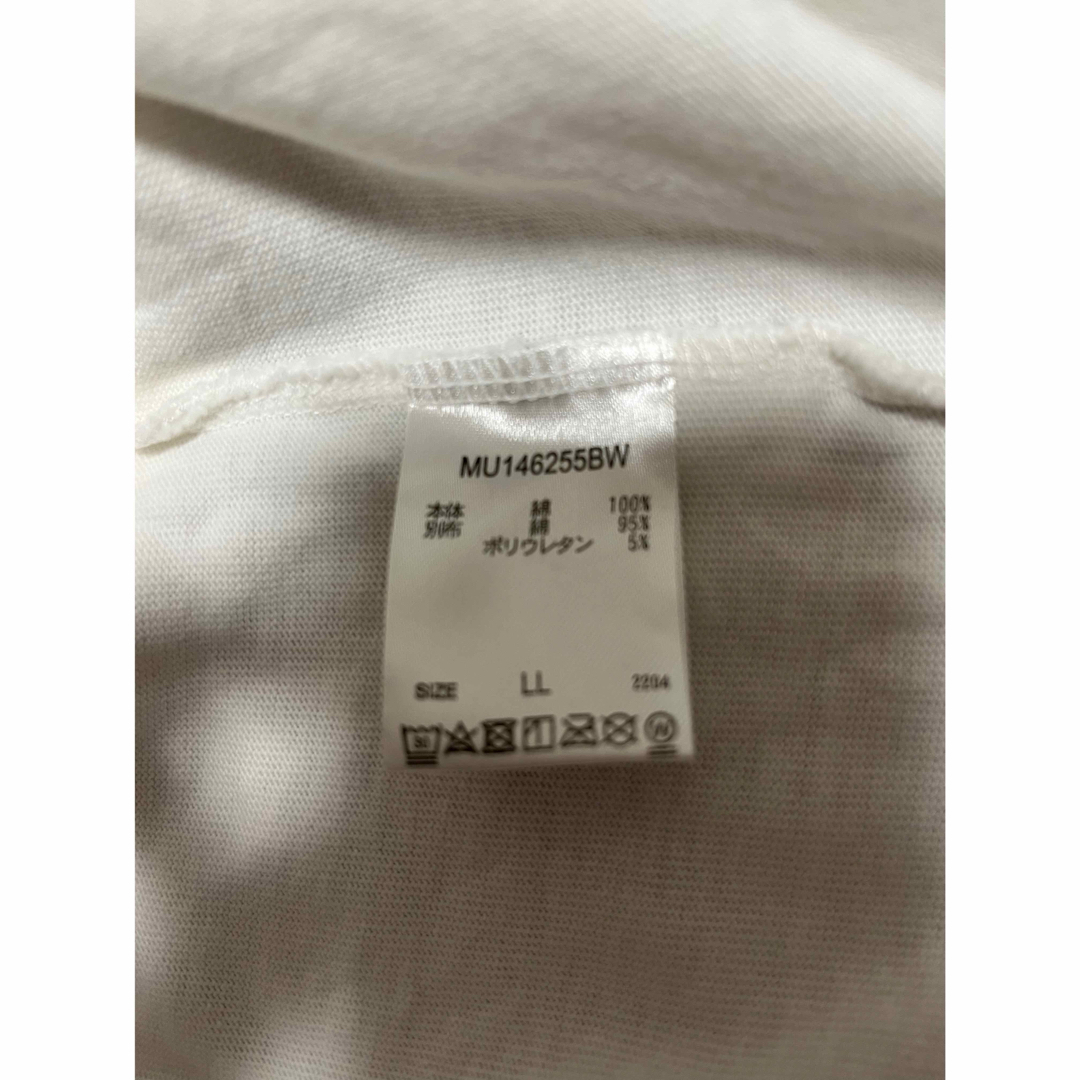 MU146255BW
本体 綿 100%
別布 綿 95%
ポリウレタン 5%
SIZE LL 2204